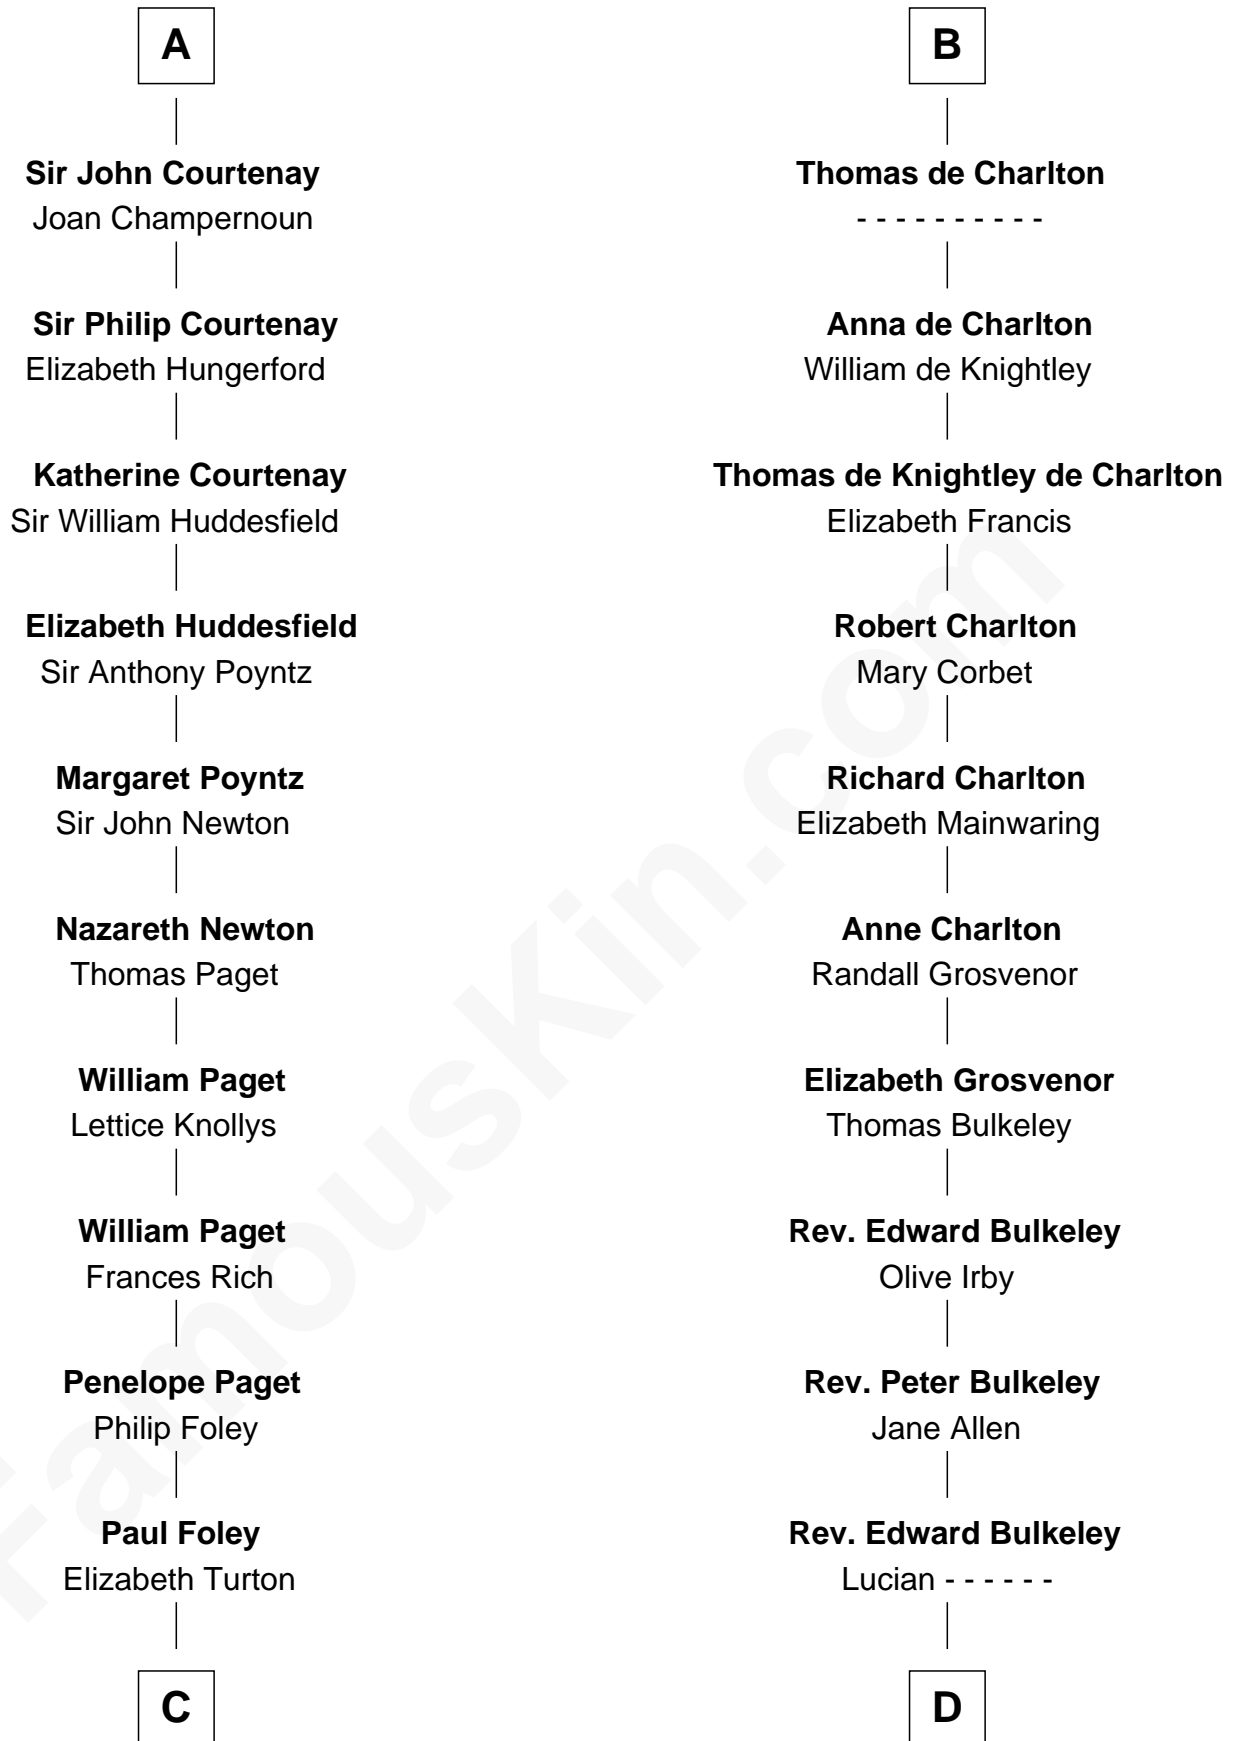 A
Sir John Courtenay
Joan Champernoun
Sir Philip Courtenay
Elizabeth Hungerford
Katherine Courtenay
Sir William Huddesfield
Elizabeth Huddesfield
Sir Anthony Poyntz
Margaret Poyntz
Sir John Newton
Nazareth Newton
Thomas Paget
William Paget
Lettice Knollys
William Paget
Frances Rich
Penelope Paget
Philip Foley
Paul Foley
Elizabeth Turton
C
B
Thomas de Charlton
- - - - - - - - - -
Anna de Charlton
William de Knightley
Thomas de Knightley de Charlton
Elizabeth Francis
Robert Charlton
Mary Corbet
Richard Charlton
Elizabeth Mainwaring
Anne Charlton
Randall Grosvenor
Elizabeth Grosvenor
Thomas Bulkeley
Rev. Edward Bulkeley
Olive Irby
Rev. Peter Bulkeley
Jane Allen
Rev. Edward Bulkeley
Lucian - - - - - -
D
FamousKin.com